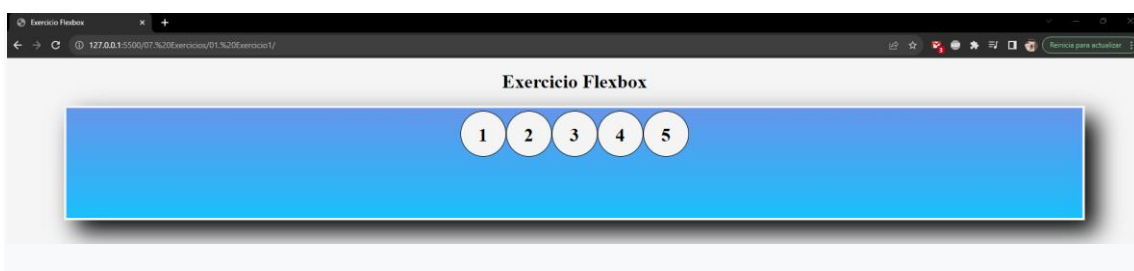 Exercicio Flexbox
127.0.0.1:5500/07.%20Exercicios/01.%20Exercicio1/
Reinicia para actualizar
Exercicio Flexbox
1 2 3 4 5